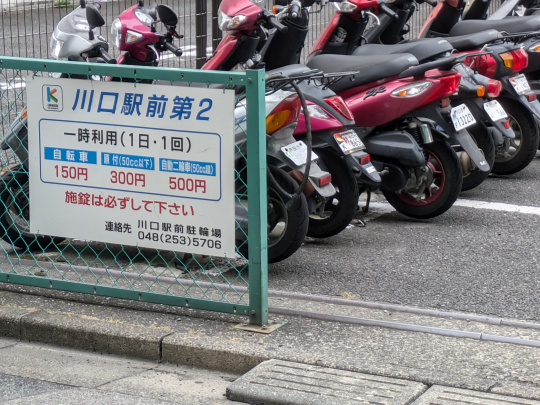 K
川口駅前第2
一時利用(1日・1回)
自転車 原付(50cc以下) 自動二輪車(50cc超)
150円 300円 500円
施錠は必ずして下さい
連絡先 川口駅前駐輪場
048(253)5706